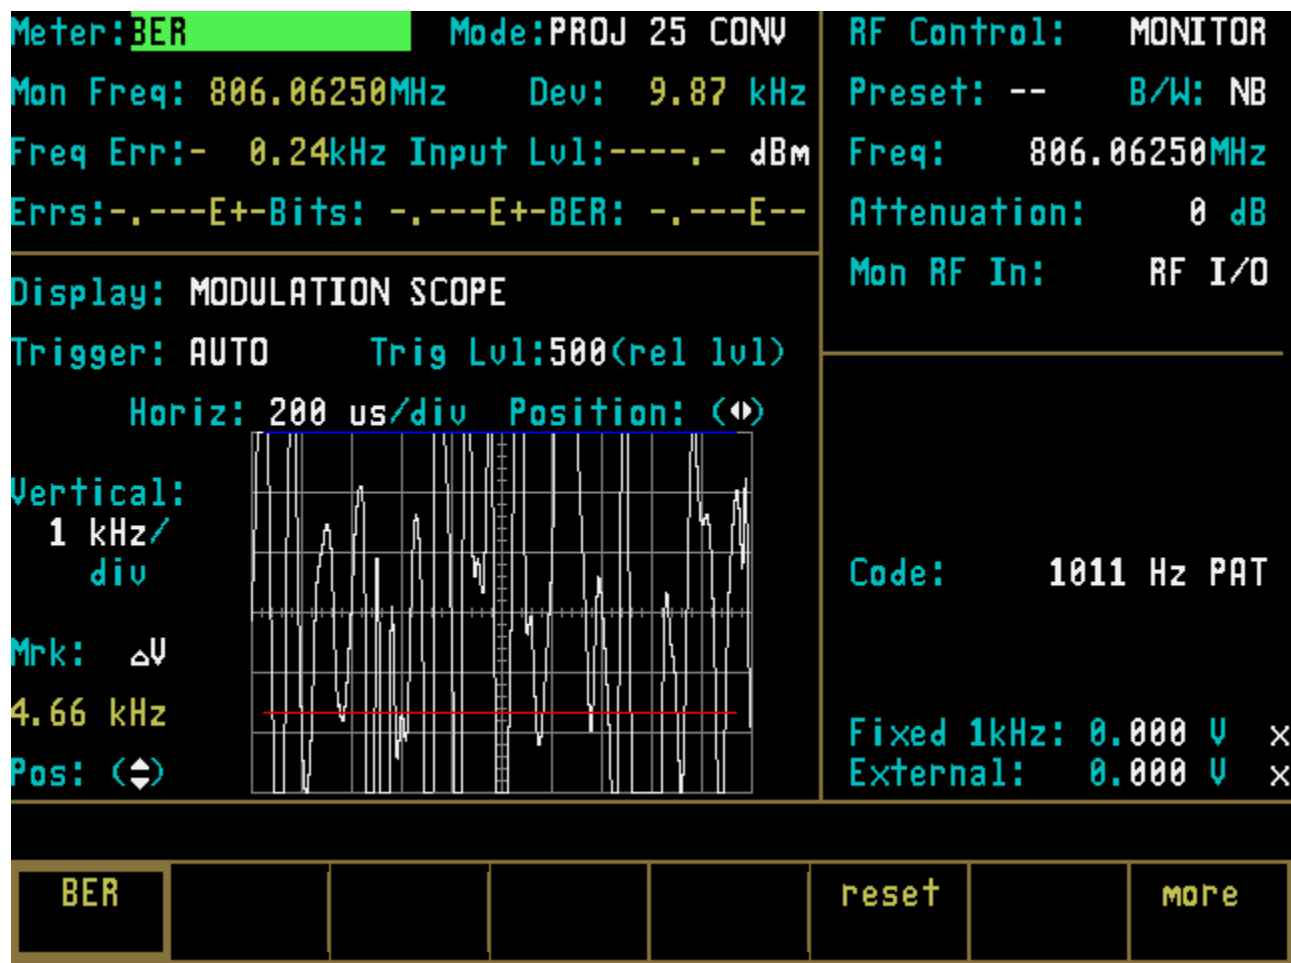 Meter:BER Mode:PROJ 25 CONV
Mon Freq: 806.06250MHz Dev: 9.87 kHz
Freq Err:- 0.24kHz Input Lvl:----.- dBm
Errs:-.---E+-Bits: -.---E+-BER: -.---E--
Display: MODULATION SCOPE
Trigger: AUTO Trig Lvl:500(rel lvl)
Horiz: 200 us/div Position: (◂▸)
Vertical:
1 kHz/
div
Mrk: △V
4.66 kHz
Pos: (▲▼)
RF Control: MONITOR
Preset: -- B/W: NB
Freq: 806.06250MHz
Attenuation: 0 dB
Mon RF In: RF I/O
Code: 1011 Hz PAT
Fixed 1kHz: 0.000 V x
External: 0.000 V x
BER reset more